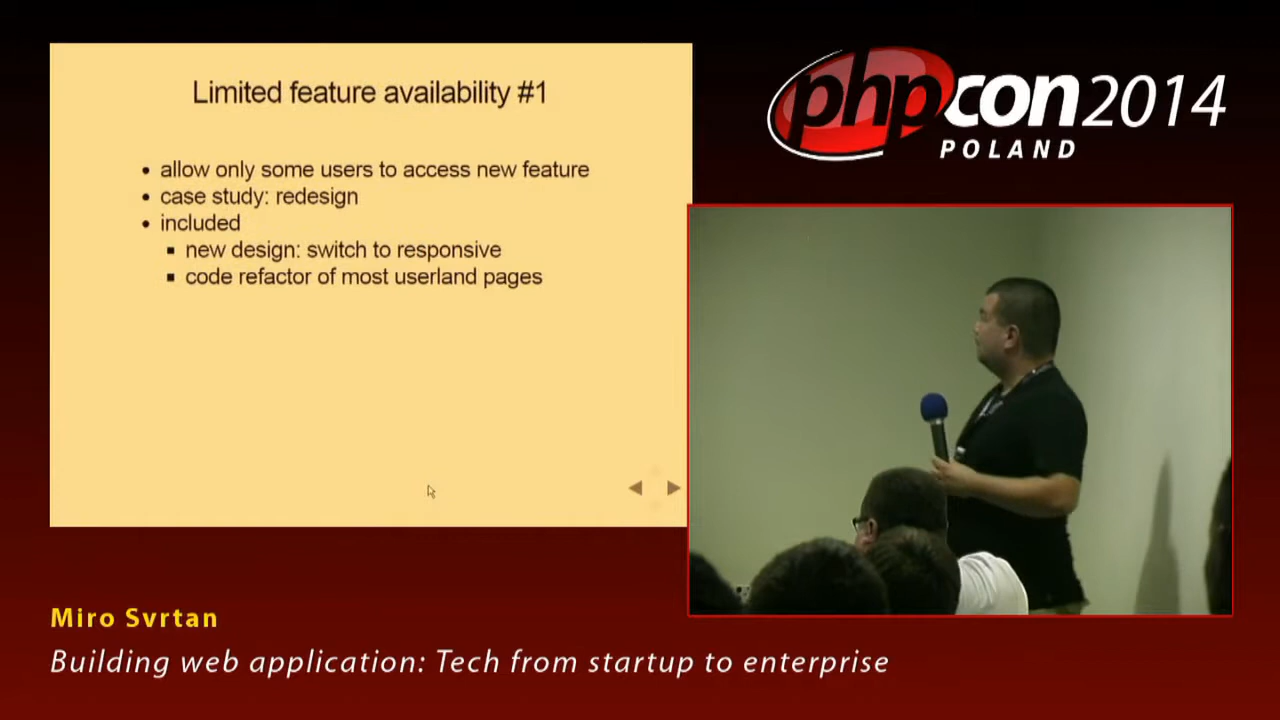 Limited feature availability #1
• allow only some users to access new feature
• case study: redesign
• included
▪ new design: switch to responsive
▪ code refactor of most userland pages
phpcon2014
POLAND
Miro Svrtan
Building web application: Tech from startup to enterprise